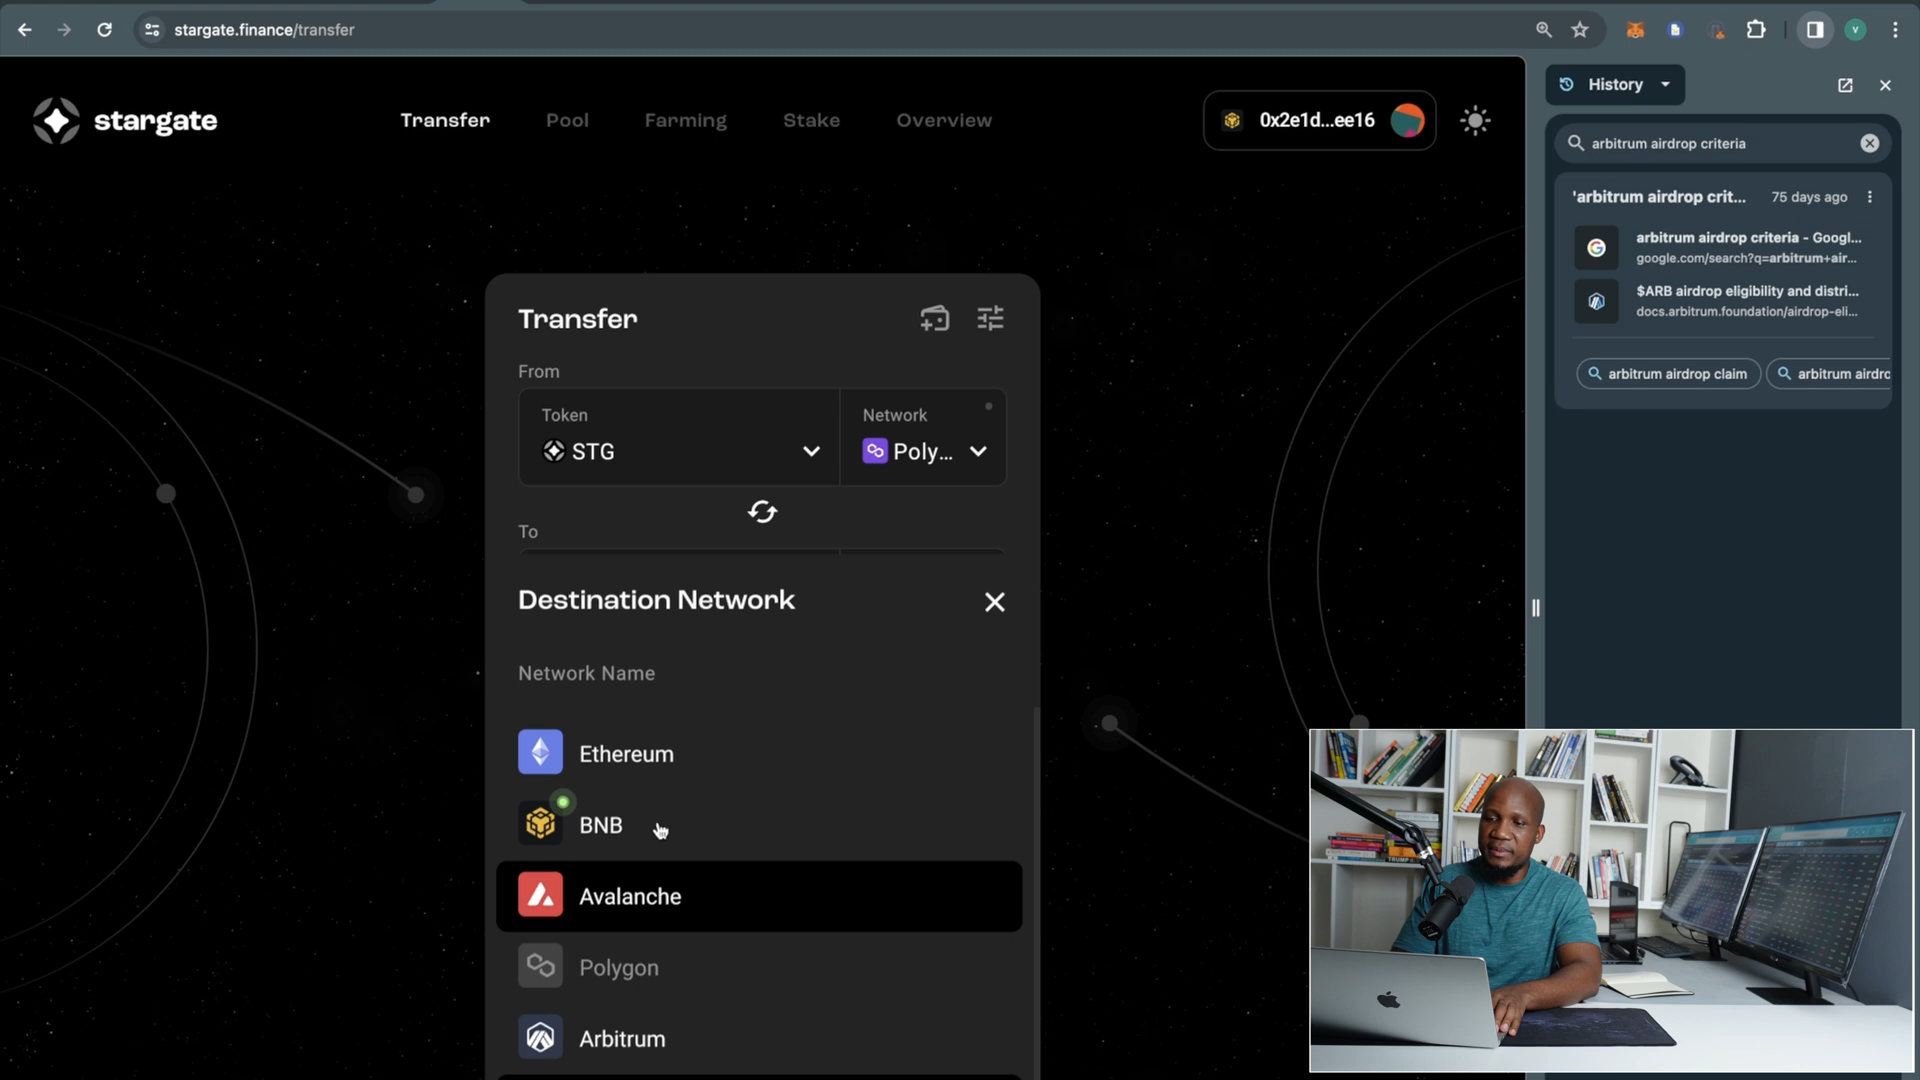 stargate.finance/transfer
V
stargate
Transfer
Pool
Farming
Stake
Overview
0x2e1d...ee16
History
arbitrum airdrop criteria
'arbitrum airdrop crit...
75 days ago
arbitrum airdrop criteria - Googl...
google.com/search?q=arbitrum+air...
$ARB airdrop eligibility and distri...
docs.arbitrum.foundation/airdrop-eli...
arbitrum airdrop claim
arbitrum airdro
Transfer
From
Token
Network
STG
Poly...
To
Destination Network
Network Name
Ethereum
BNB
Avalanche
Polygon
Arbitrum
TRUMP